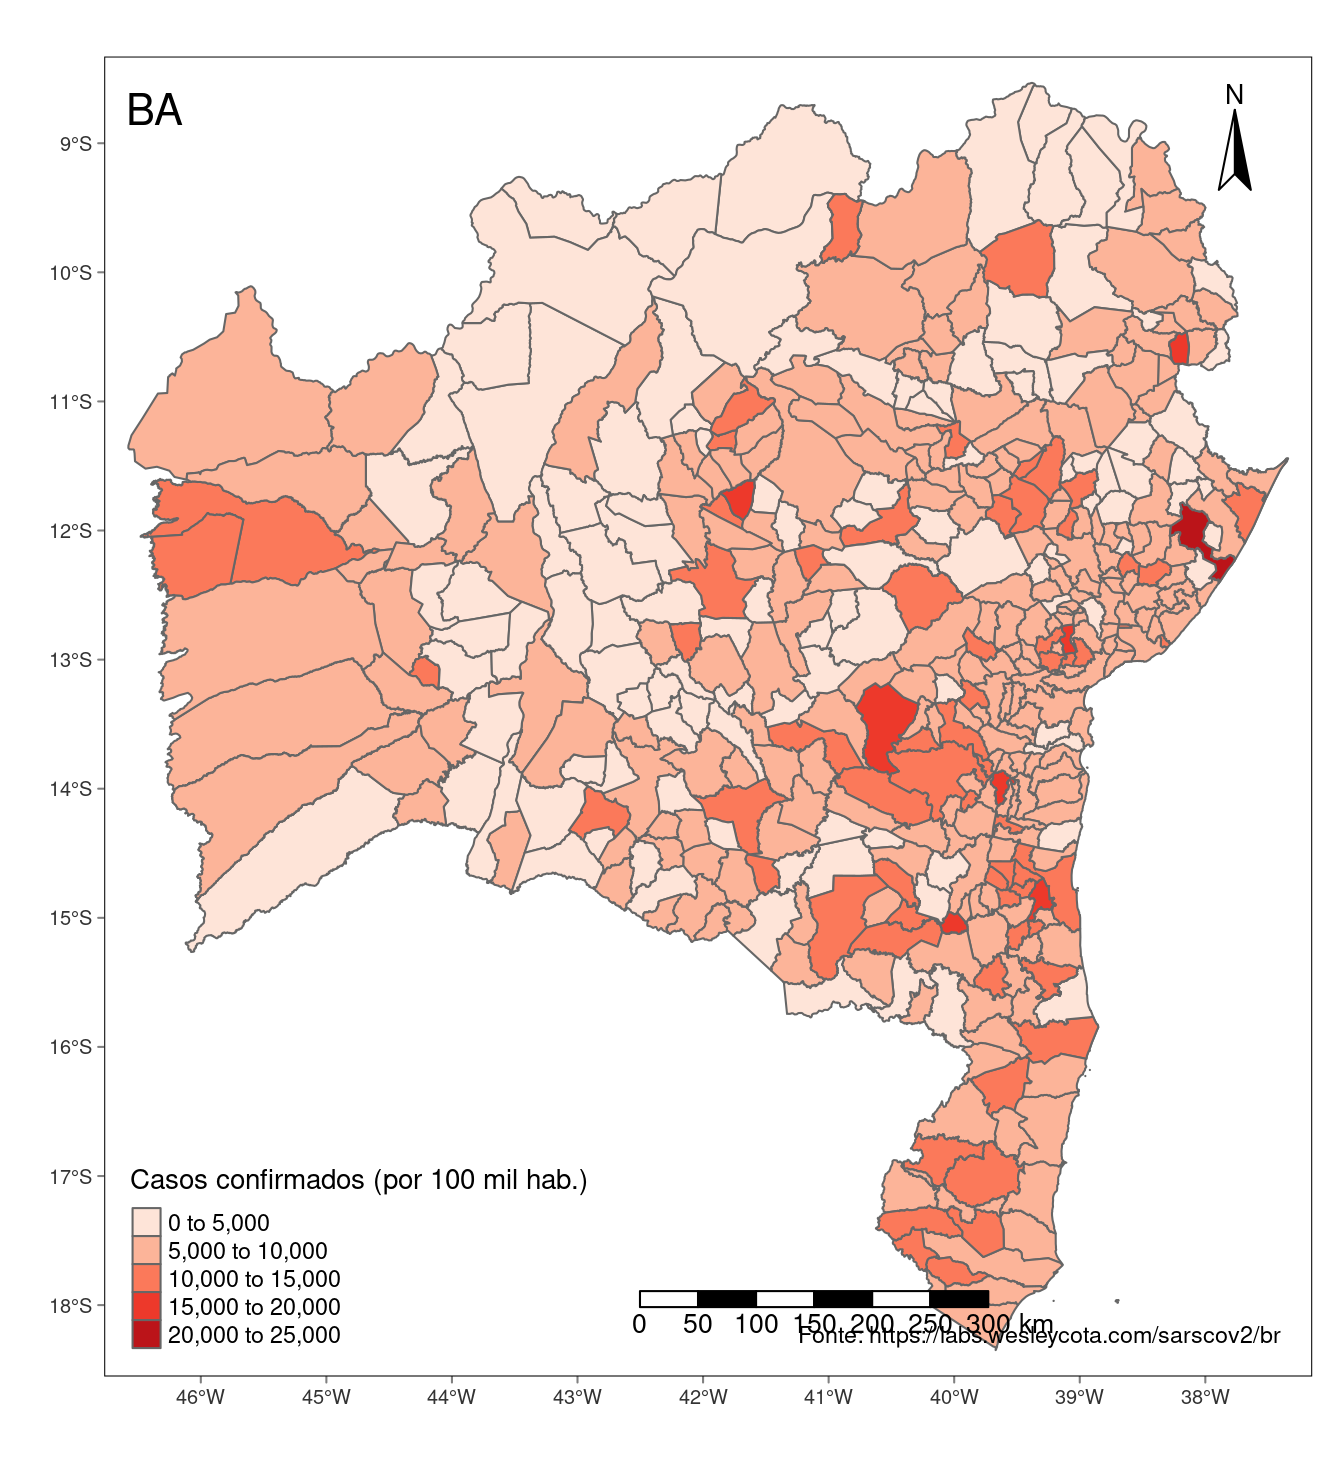 BA
N
9°S
10°S
11°S
12°S
13°S
14°S
15°S
16°S
17°S
18°S
Casos confirmados (por 100 mil hab.)
0 to 5,000
5,000 to 10,000
10,000 to 15,000
15,000 to 20,000
20,000 to 25,000
0 50 100 150 200 250 300 km
Fonte: https://labs.wesleycota.com/sarscov2/br
46°W 45°W 44°W 43°W 42°W 41°W 40°W 39°W 38°W